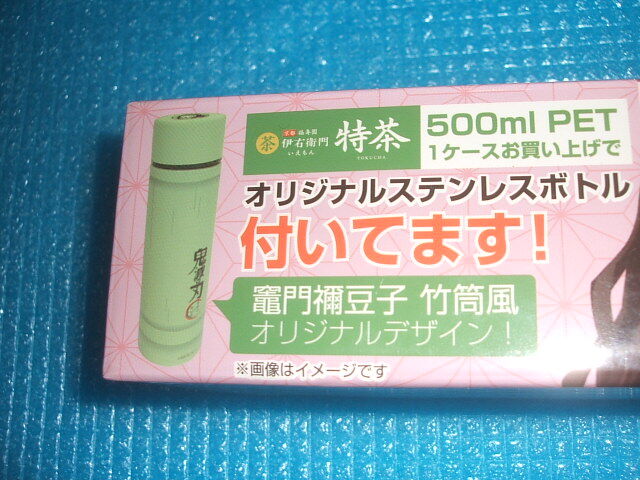 京都 福寿園
茶 伊右衛門
いえもん
特茶
TOKUCHA
500ml PET
1ケースお買い上げで
オリジナルステンレスボトル
付いてます!
竈門禰豆子 竹筒風
オリジナルデザイン!
※画像はイメージです